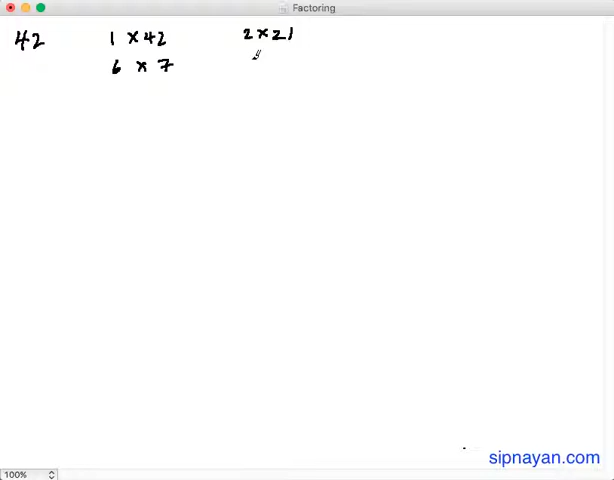 Factoring
42 1 x 42 2 x 21
6 x 7
sipnayan.com
100%